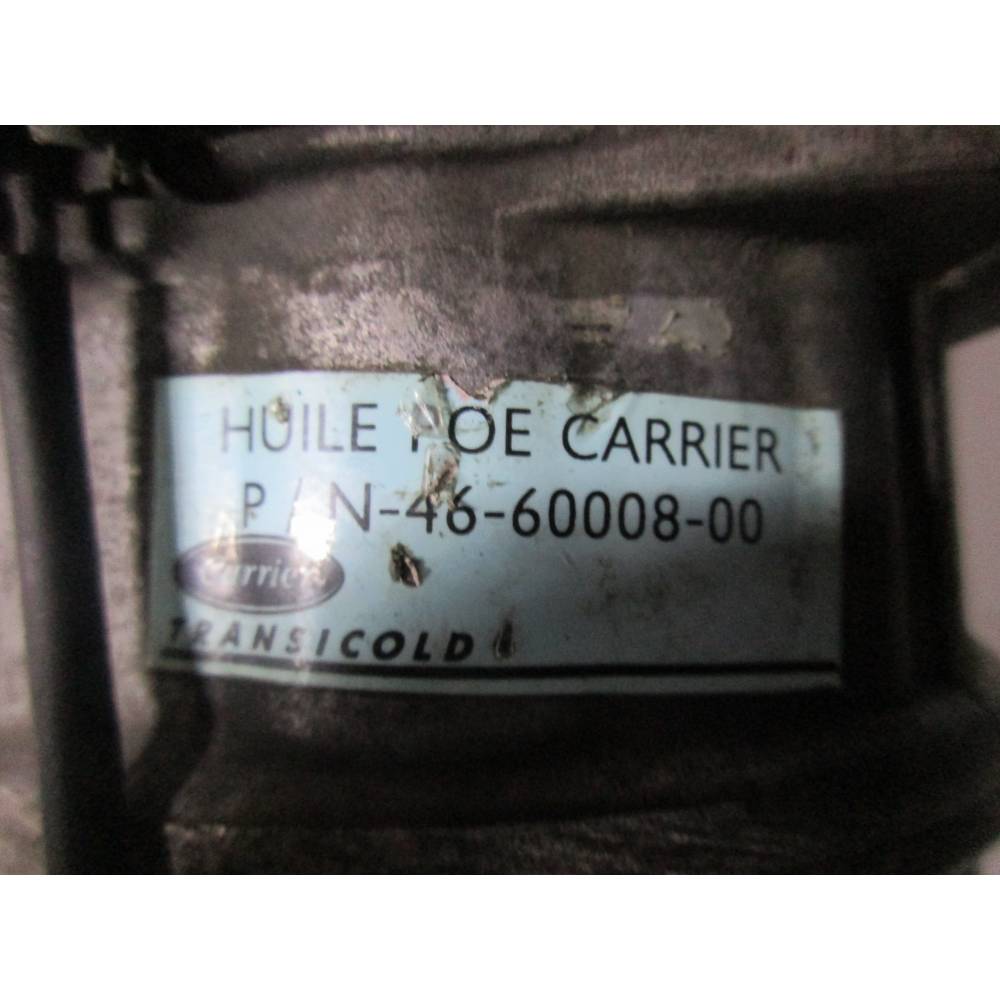 HUILE POE CARRIER
P/N-46-60008-00
Carrier
TRANSICOLD